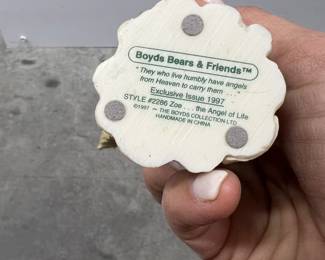 Boyds Bears & Friends™
"They who live humbly have angels
from Heaven to carry them . . ."
Exclusive Issue 1997
STYLE #2286 Zoe . . . the Angel of Life
©1997 ~ THE BOYDS COLLECTION LTD
HANDMADE IN CHINA